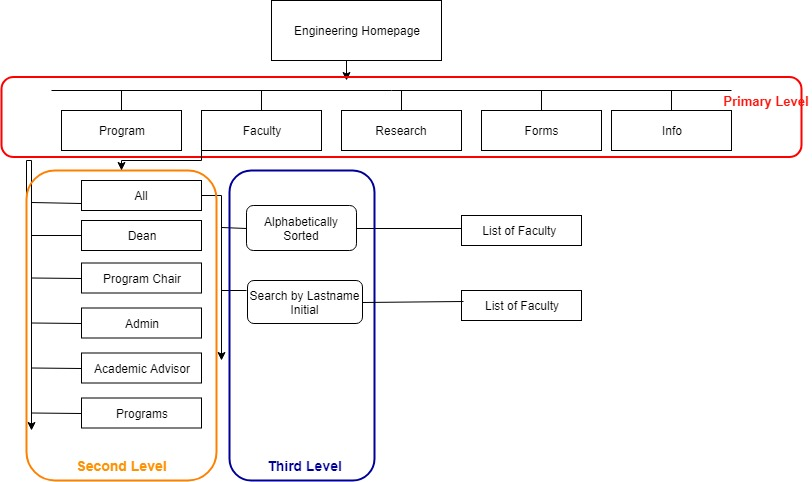 Engineering Homepage
Primary Level
Program
Faculty
Research
Forms
Info
All
Dean
Program Chair
Admin
Academic Advisor
Programs
Second Level
Alphabetically
Sorted
Search by Lastname
Initial
Third Level
List of Faculty
List of Faculty